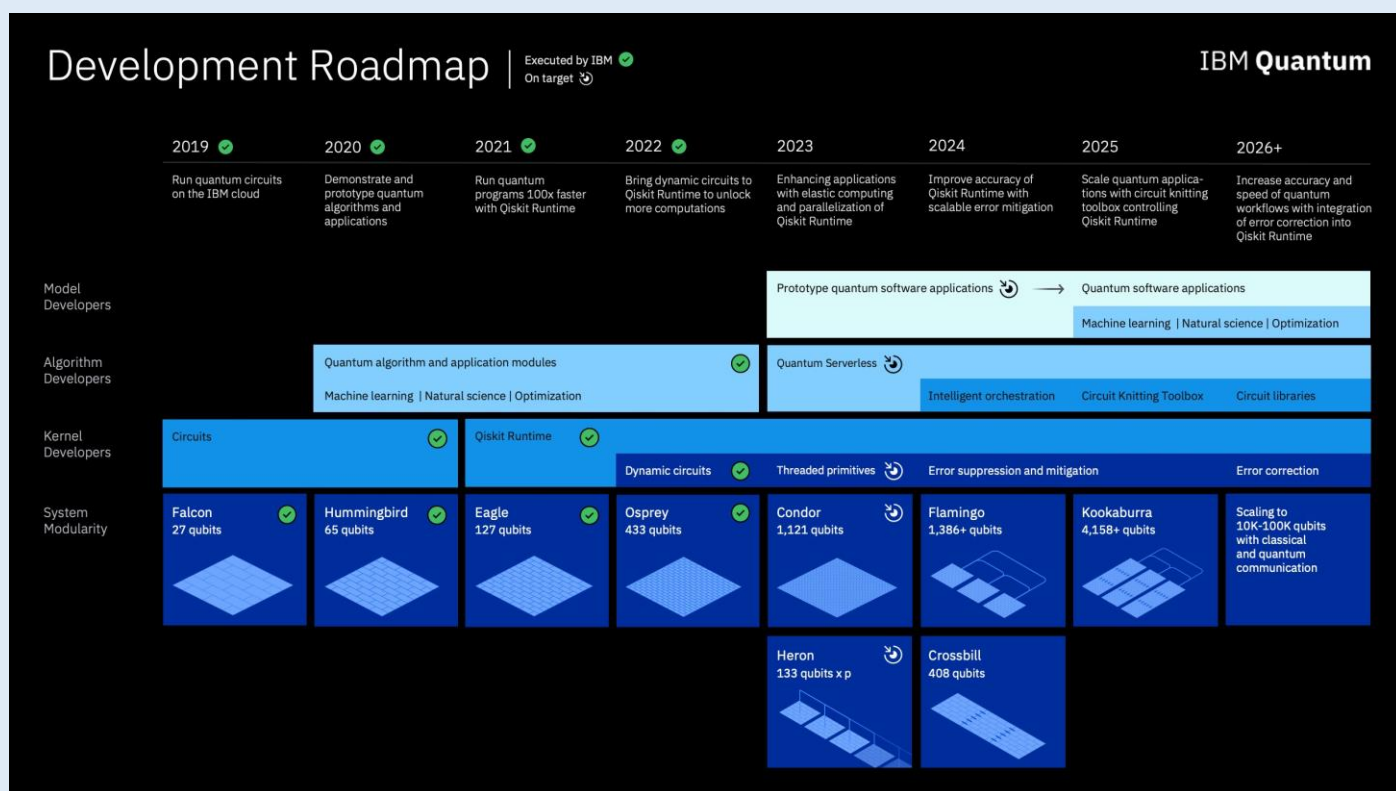 Development Roadmap
Executed by IBM
On target
IBM Quantum
2019
2020
2021
2022
2023
2024
2025
2026+
Run quantum circuits
on the IBM cloud
Demonstrate and
prototype quantum
algorithms and
applications
Run quantum
programs 100x faster
with Qiskit Runtime
Bring dynamic circuits to
Qiskit Runtime to unlock
more computations
Enhancing applications
with elastic computing
and parallelization of
Qiskit Runtime
Improve accuracy of
Qiskit Runtime with
scalable error mitigation
Scale quantum applica-
tions with circuit knitting
toolbox controlling
Qiskit Runtime
Increase accuracy and
speed of quantum
workflows with integration
of error correction into
Qiskit Runtime
Model
Developers
Prototype quantum software applications
Quantum software applications
Machine learning | Natural science | Optimization
Algorithm
Developers
Quantum algorithm and application modules
Machine learning | Natural science | Optimization
Quantum Serverless
Intelligent orchestration
Circuit Knitting Toolbox
Circuit libraries
Kernel
Developers
Circuits
Qiskit Runtime
Dynamic circuits
Threaded primitives
Error suppression and mitigation
Error correction
System
Modularity
Falcon
27 qubits
Hummingbird
65 qubits
Eagle
127 qubits
Osprey
433 qubits
Condor
1,121 qubits
Flamingo
1,386+ qubits
Kookaburra
4,158+ qubits
Scaling to
10K-100K qubits
with classical
and quantum
communication
Heron
133 qubits x p
Crossbill
408 qubits